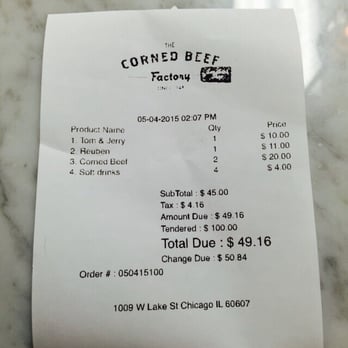 THE
CORNED BEEF
Factory
05-04-2015 02:07 PM
Product Name Qty Price
1. Tom & Jerry 1 $ 10.00
2. Reuben 1 $ 11.00
3. Corned Beef 2 $ 20.00
4. Soft drinks 4 $ 4.00
SubTotal : $ 45.00
Tax : $ 4.16
Amount Due : $ 49.16
Tendered : $ 100.00
Total Due : $ 49.16
Change Due : $ 50.84
Order # : 050415100
1009 W Lake St Chicago IL 60607